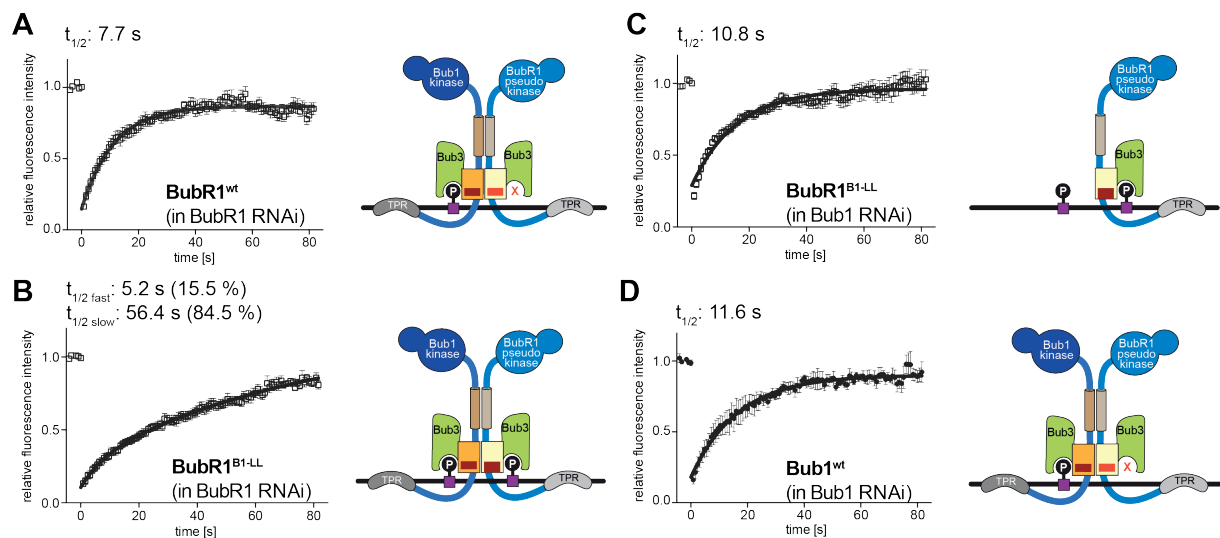 A
t1/2: 7.7 s
relative fluorescence intensity
1.0
0.5
0.0
0
20
40
60
80
time [s]
BubR1wt
(in BubR1 RNAi)
Bub1
kinase
BubR1
pseudo
kinase
Bub3
Bub3
P
X
TPR
TPR
C
t1/2: 10.8 s
relative fluorescence intensity
1.0
0.5
0.0
0
20
40
60
80
time [s]
BubR1B1-LL
(in Bub1 RNAi)
BubR1
pseudo
kinase
Bub3
P
P
TPR
B
t1/2 fast: 5.2 s (15.5 %)
t1/2 slow: 56.4 s (84.5 %)
relative fluorescence intensity
1.0
0.5
0.0
0
20
40
60
80
time [s]
BubR1B1-LL
(in BubR1 RNAi)
Bub1
kinase
BubR1
pseudo
kinase
Bub3
Bub3
P
P
TPR
TPR
D
t1/2: 11.6 s
relative fluorescence intensity
1.0
0.5
0.0
0
20
40
60
80
time [s]
Bub1wt
(in Bub1 RNAi)
Bub1
kinase
BubR1
pseudo
kinase
Bub3
Bub3
P
X
TPR
TPR